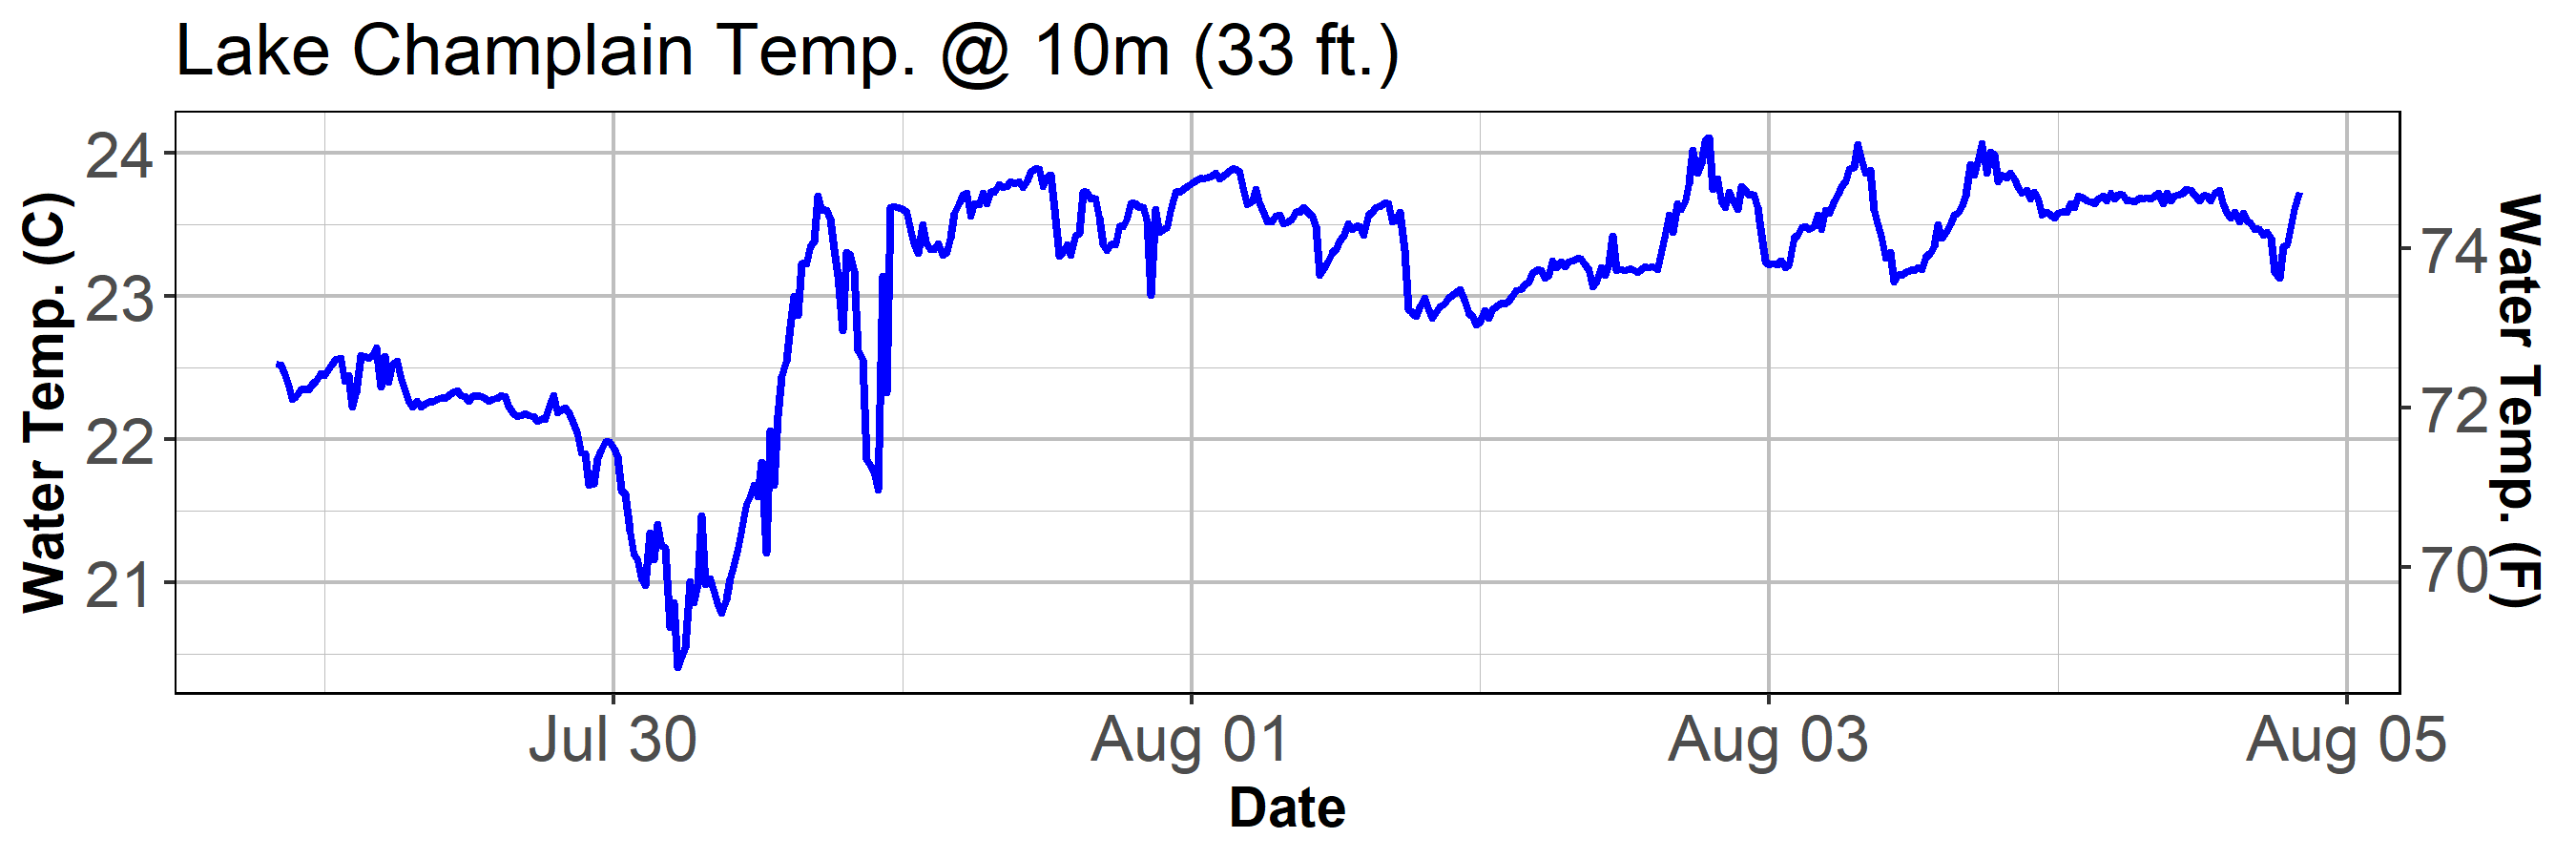 Lake Champlain Temp. @ 10m (33 ft.)
Water Temp. (C)
24
23
22
21
74
72
70
Water Temp. (F)
Jul 30
Aug 01
Aug 03
Aug 05
Date